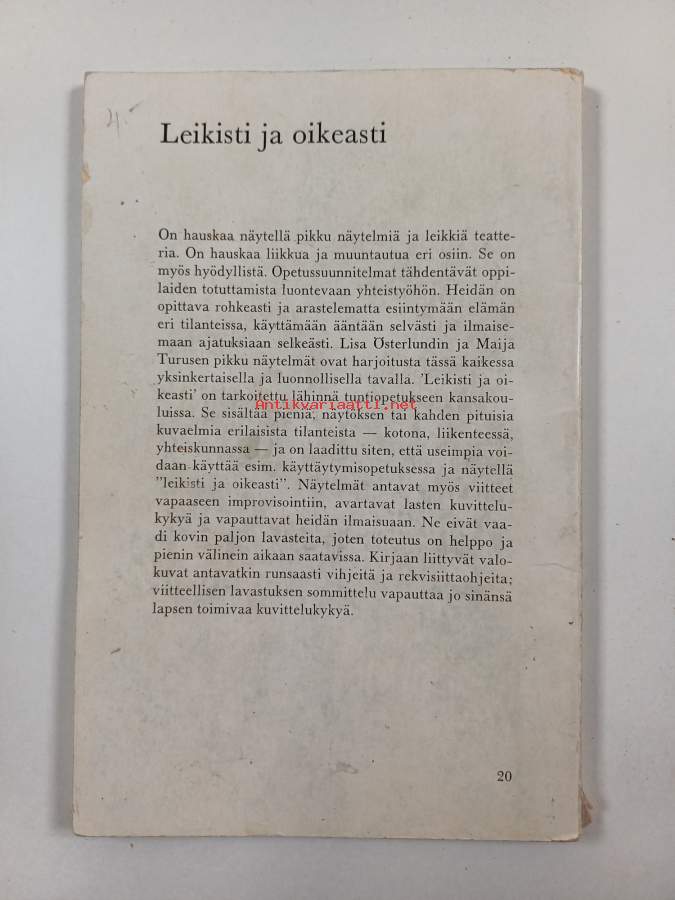 4.-
Leikisti ja oikeasti
On hauskaa näytellä pikku näytelmiä ja leikkiä teatte-
ria. On hauskaa liikkua ja muuntautua eri osiin. Se on
myös hyödyllistä. Opetussuunnitelmat tähdentävät oppi-
laiden totuttamista luontevaan yhteistyöhön. Heidän on
opittava rohkeasti ja arastelematta esiintymään elämän
eri tilanteissa, käyttämään ääntään selvästi ja ilmaise-
maan ajatuksiaan selkeästi. Lisa Österlundin ja Maija
Turusen pikku näytelmät ovat harjoitusta tässä kaikessa
yksinkertaisella ja luonnollisella tavalla. 'Leikisti ja oi-
keasti' on tarkoitettu lähinnä tuntiopetukseen kansakou-
Antikvariaatti.net
luissa. Se sisältää pieniä, näytöksen tai kahden pituisia
kuvaelmia erilaisista tilanteista — kotona, liikenteessä,
yhteiskunnassa — ja on laadittu siten, että useimpia voi-
daan käyttää esim. käyttäytymisopetuksessa ja näytellä
"leikisti ja oikeasti". Näytelmät antavat myös viitteet
vapaaseen improvisointiin, avartavat lasten kuvittelu-
kykyä ja vapauttavat heidän ilmaisuaan. Ne eivät vaa-
di kovin paljon lavasteita, joten toteutus on helppo ja
pienin välinein aikaan saatavissa. Kirjaan liittyvät valo-
kuvat antavatkin runsaasti vihjeitä ja rekvisiittaohjeita;
viitteellisen lavastuksen sommittelu vapauttaa jo sinänsä
lapsen toimivaa kuvittelukykyä.
20